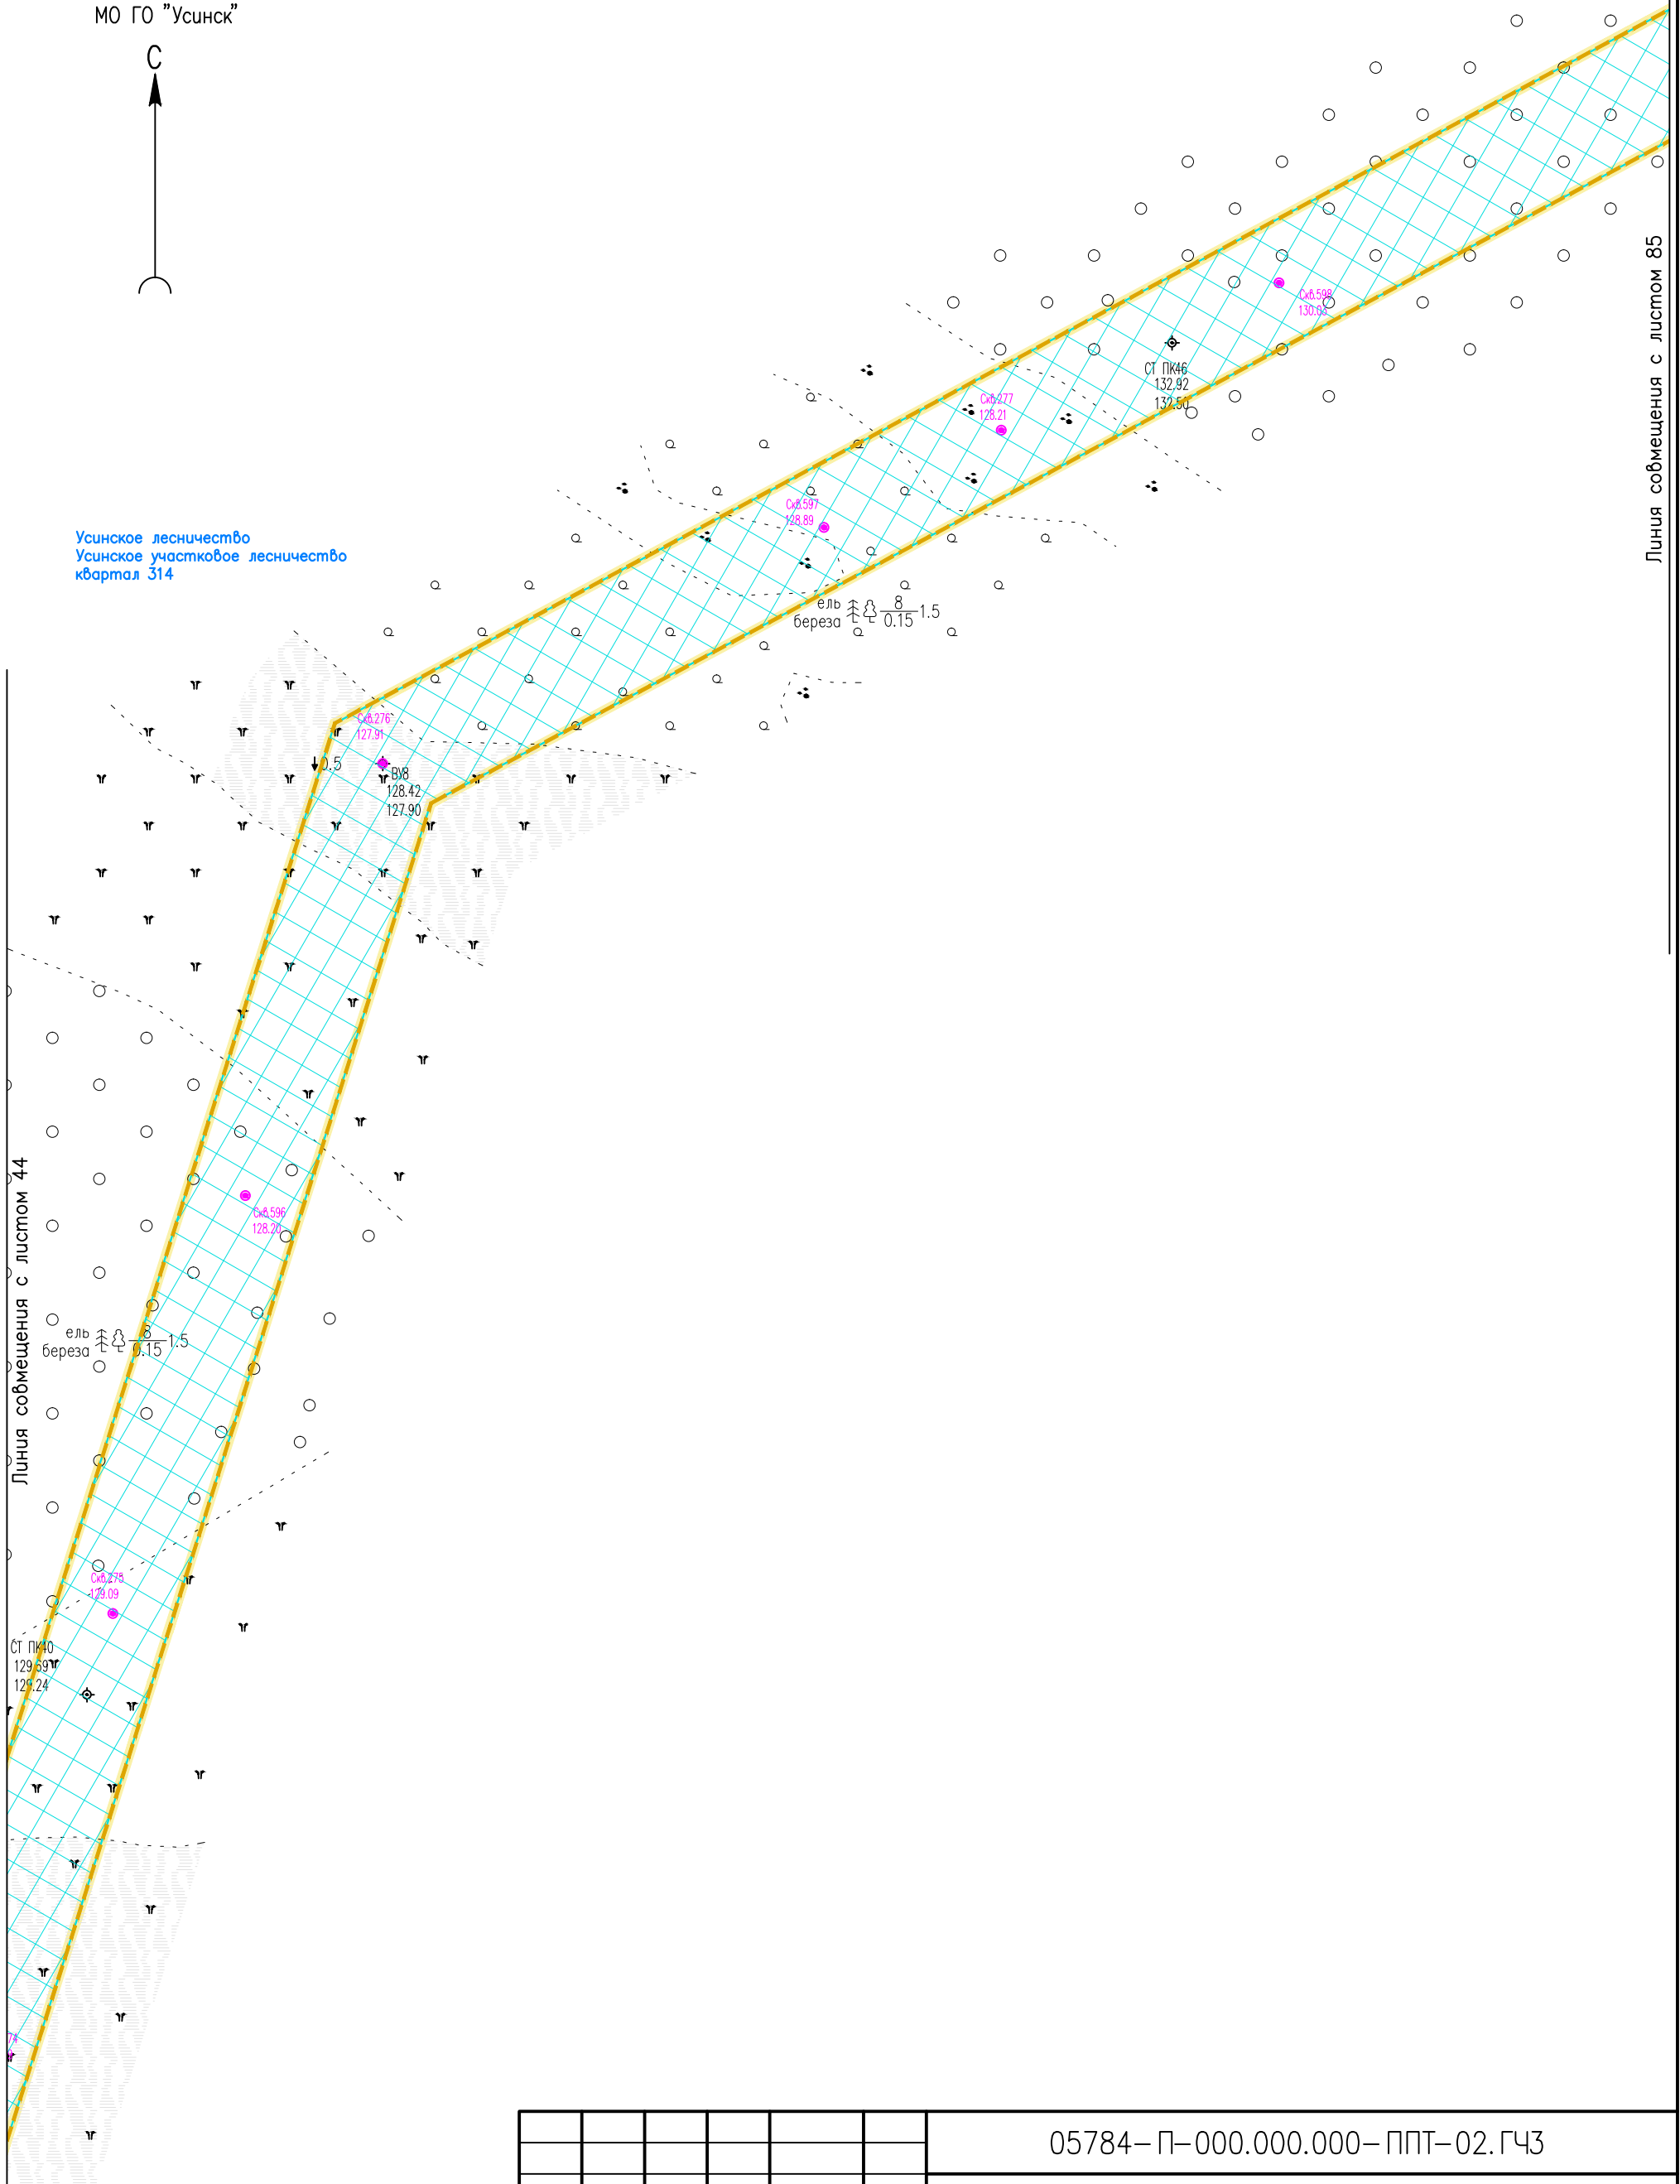 МО ГО "Усинск"
С
Линия совмещения с листом 85
Скв.598
130.03
СТ ПК46
132.92
132.50
Скв.277
128.21
Скв.597
128.89
Усинское лесничество
Усинское участковое лесничество
квартал 314
ель
береза
8
0.15
1.5
Скв.276
127.91
0.5
ВУ8
128.42
127.90
Линия совмещения с листом 44
Скв.596
128.20
ель
береза
8
0.15
1.5
Скв.275
129.09
СТ ПК40
129.69
129.24
74
05784-П-000.000.000-ППТ-02.ГЧ3